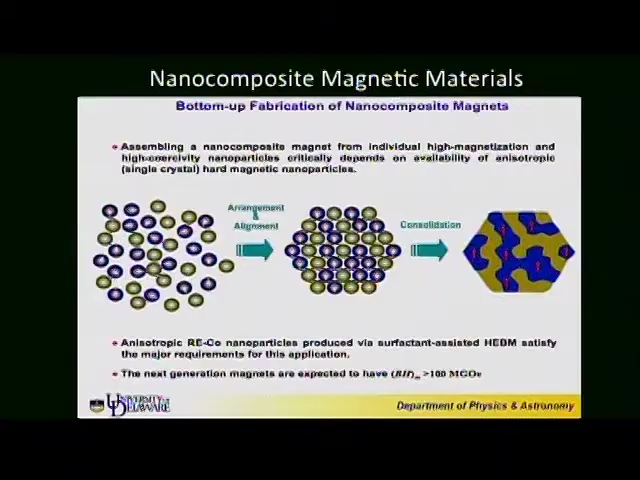 Nanocomposite Magnetic Materials
Bottom-up Fabrication of Nanocomposite Magnets
Assembling a nanocomposite magnet from individual high-magnetization and
high-coercivity nanoparticles critically depends on availability of anisotropic
(single crystal) hard magnetic nanoparticles.
Arrangement
&
Alignment
Consolidation
Anisotropic RE-Co nanoparticles produced via surfactant-assisted HEBM satisfy
the major requirements for this application.
The next generation magnets are expected to have (BH)m >100 MGOe
UNIVERSITY OF
DELAWARE
Department of Physics & Astronomy